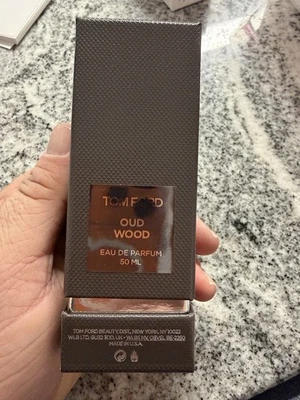 TOM FORD
OUD
WOOD
EAU DE PARFUM
50 ML
TOM FORD BEAUTY, DIST. NEW YORK, NY 10022
MADE IN U.S.A.